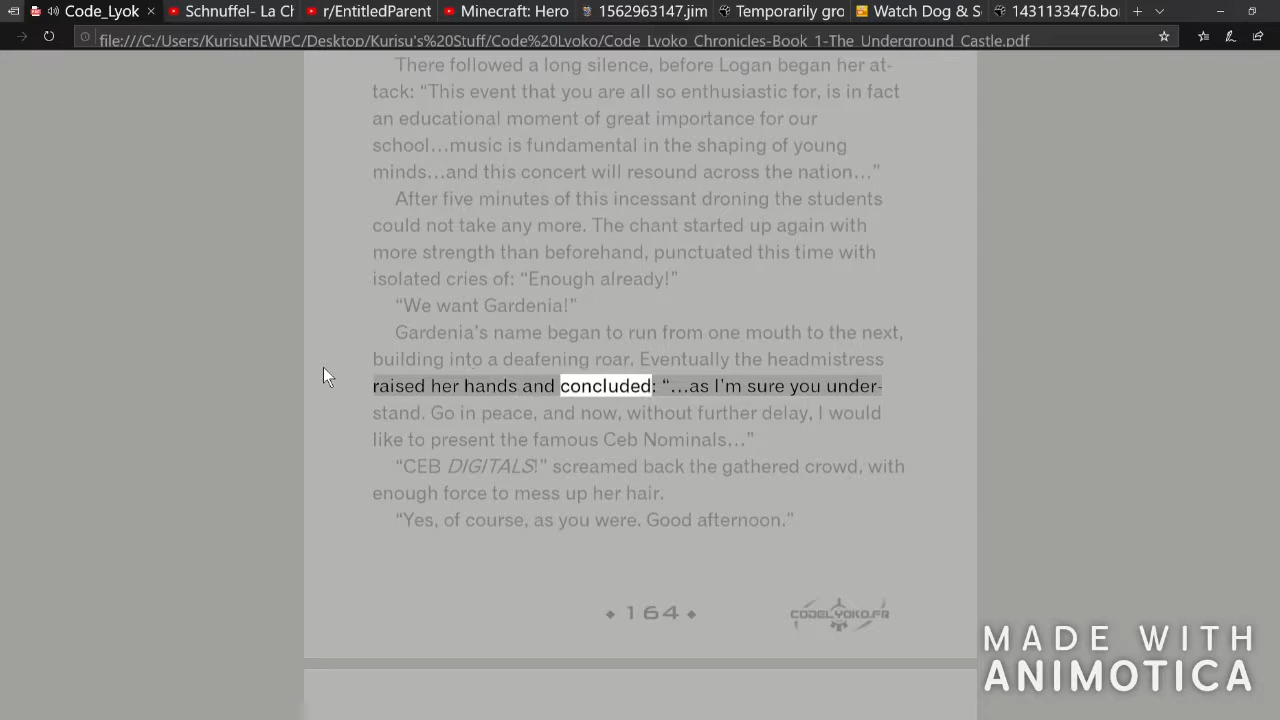 Code_Lyok
Schnuffel- La Ch
r/EntitledParent
Minecraft: Hero
1562963147.jim
Temporarily gro
Watch Dog & S
1431133476.bo
file:///C:/Users/KurisuNEWPC/Desktop/Kurisu's%20Stuff/Code%20Lyoko/Code_Lyoko_Chronicles-Book_1-The_Underground_Castle.pdf
There followed a long silence, before Logan began her at-
tack: “This event that you are all so enthusiastic for, is in fact
an educational moment of great importance for our
school…music is fundamental in the shaping of young
minds…and this concert will resound across the nation…”
After five minutes of this incessant droning the students
could not take any more. The chant started up again with
more strength than beforehand, punctuated this time with
isolated cries of: “Enough already!”
“We want Gardenia!”
Gardenia's name began to run from one mouth to the next,
building into a deafening roar. Eventually the headmistress
raised her hands and concluded: “…as I'm sure you under-
stand. Go in peace, and now, without further delay, I would
like to present the famous Ceb Nominals…”
“CEB DIGITALS!” screamed back the gathered crowd, with
enough force to mess up her hair.
“Yes, of course, as you were. Good afternoon.”
◆ 164 ◆
CODELYOKO.FR
MADE WITH
ANIMOTICA